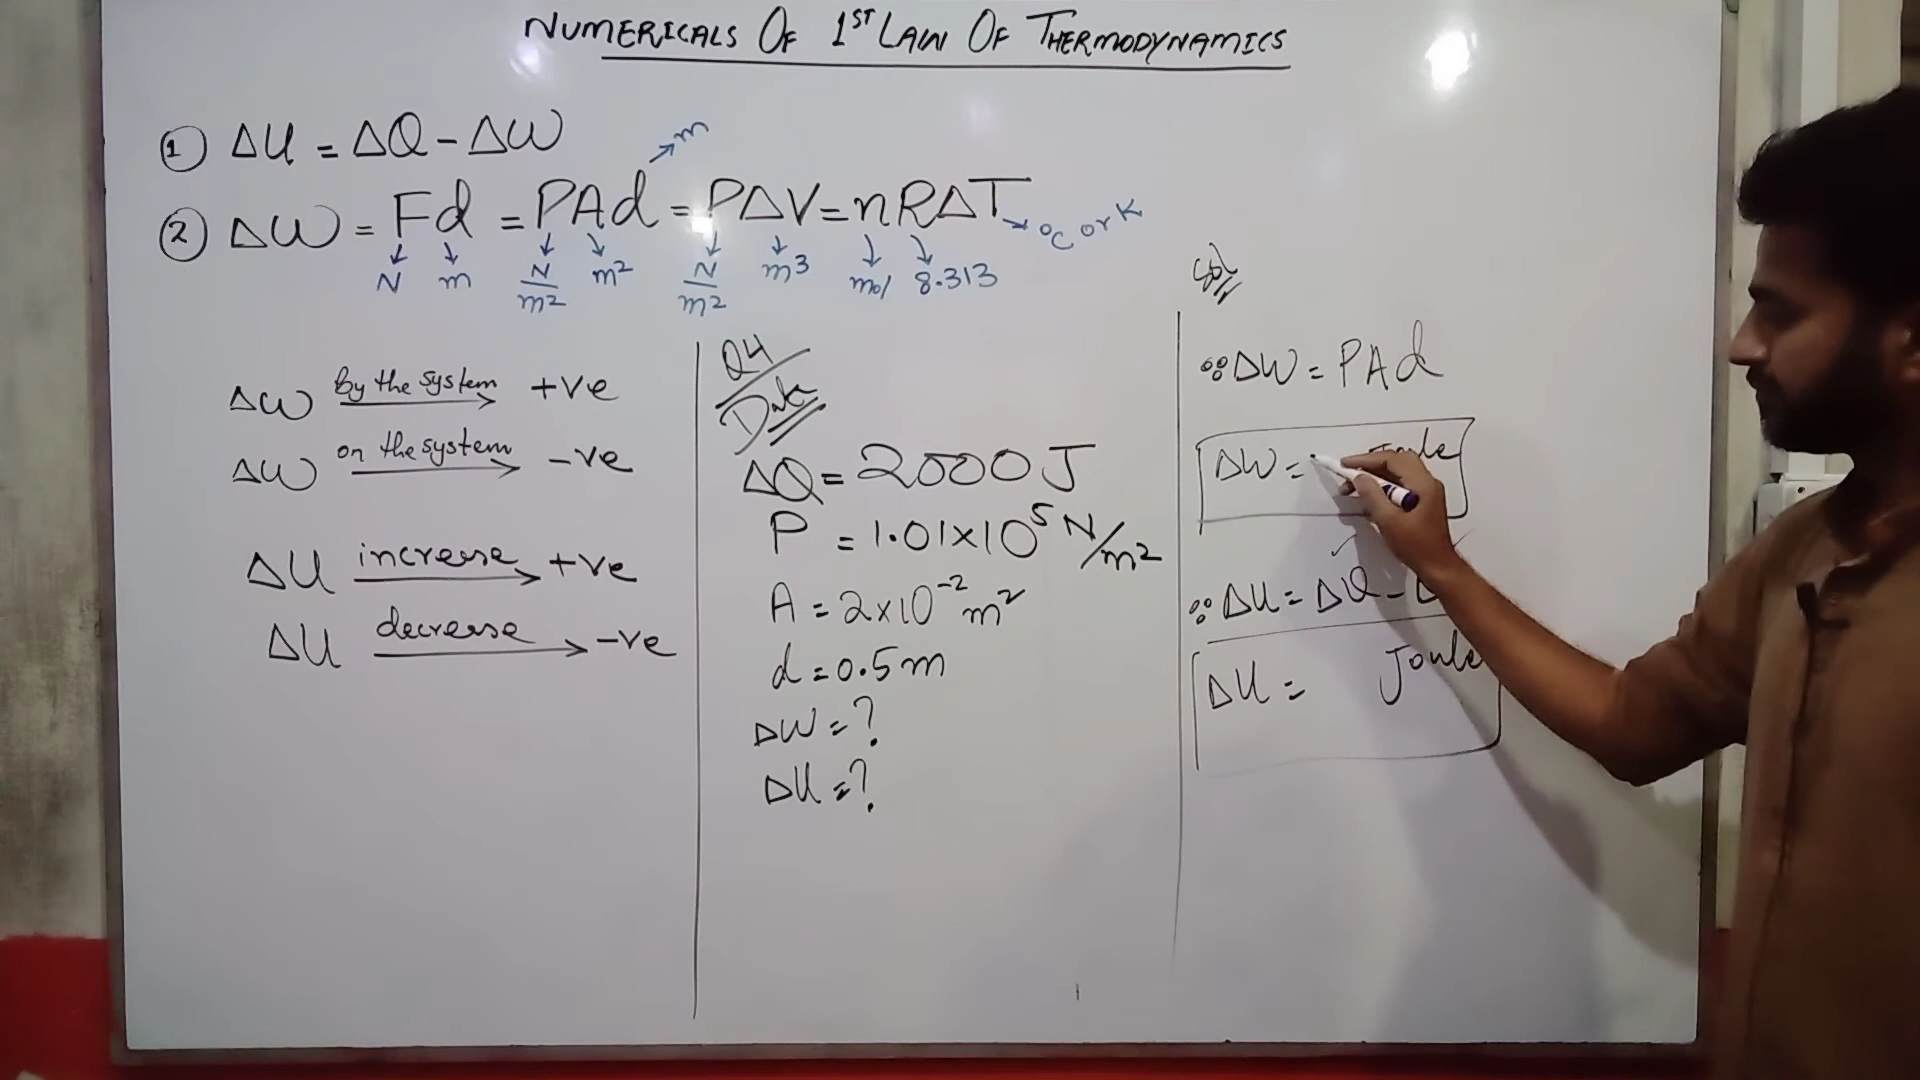 NUMERICALS OF 1ST LAW OF THERMODYNAMICS
① ΔU = ΔQ - ΔW
→ m
② ΔW = Fd = PAd = PΔV = nRΔT → °C or K
↓ N ↓ m ↓ N/m² ↓ m² ↓ N/m² ↓ m³ ↓ mol ↓ 8.313
ΔW By the system → +ve
ΔW on the system → -ve
ΔU increase → +ve
ΔU decrease → -ve
Q4
Data
ΔQ = 2000 J
P = 1.01×10⁵ N/m²
A = 2×10⁻² m²
d = 0.5 m
ΔW = ?
ΔU = ?
Sol
ΔW = PAd
ΔW = Joule
ΔU = ΔQ -
ΔU = Joule